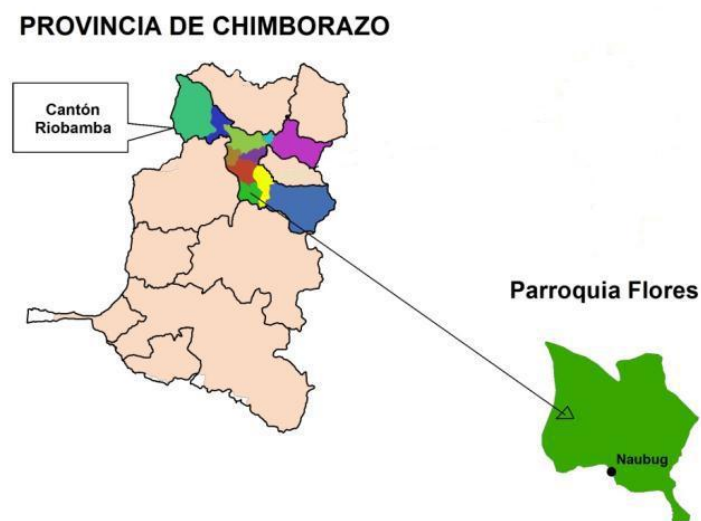 PROVINCIA DE CHIMBORAZO
Cantón
Riobamba
Parroquia Flores
Naubug